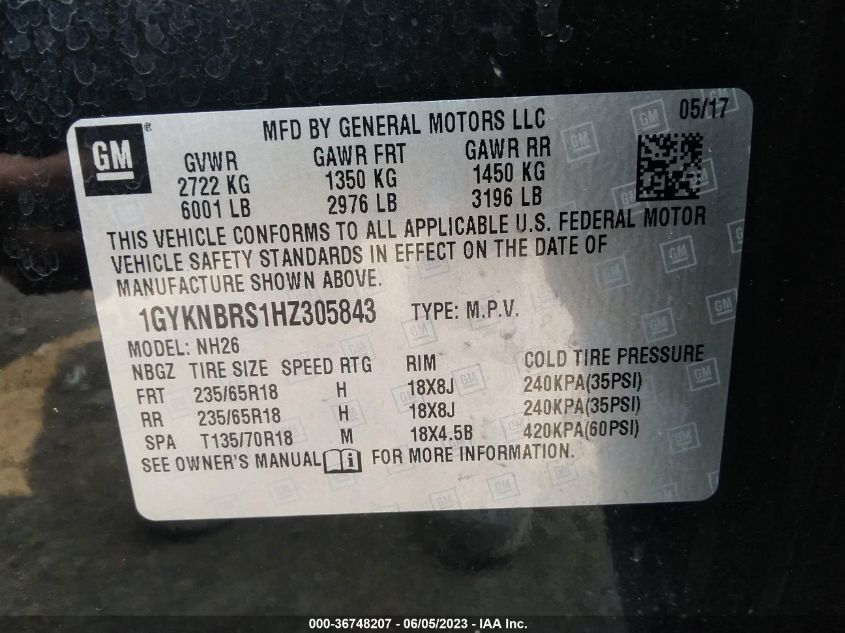 GM ®
MFD BY GENERAL MOTORS LLC 05/17
GVWR GAWR FRT GAWR RR
2722 KG 1350 KG 1450 KG
6001 LB 2976 LB 3196 LB
THIS VEHICLE CONFORMS TO ALL APPLICABLE U.S. FEDERAL MOTOR
VEHICLE SAFETY STANDARDS IN EFFECT ON THE DATE OF
MANUFACTURE SHOWN ABOVE.
1GYKNBRS1HZ305843 TYPE: M.P.V.
MODEL: NH26
NBGZ TIRE SIZE SPEED RTG RIM COLD TIRE PRESSURE
FRT 235/65R18 H 18X8J 240KPA(35PSI)
RR 235/65R18 H 18X8J 240KPA(35PSI)
SPA T135/70R18 M 18X4.5B 420KPA(60PSI)
SEE OWNER'S MANUAL FOR MORE INFORMATION.
000-36748207 - 06/05/2023 - IAA Inc.